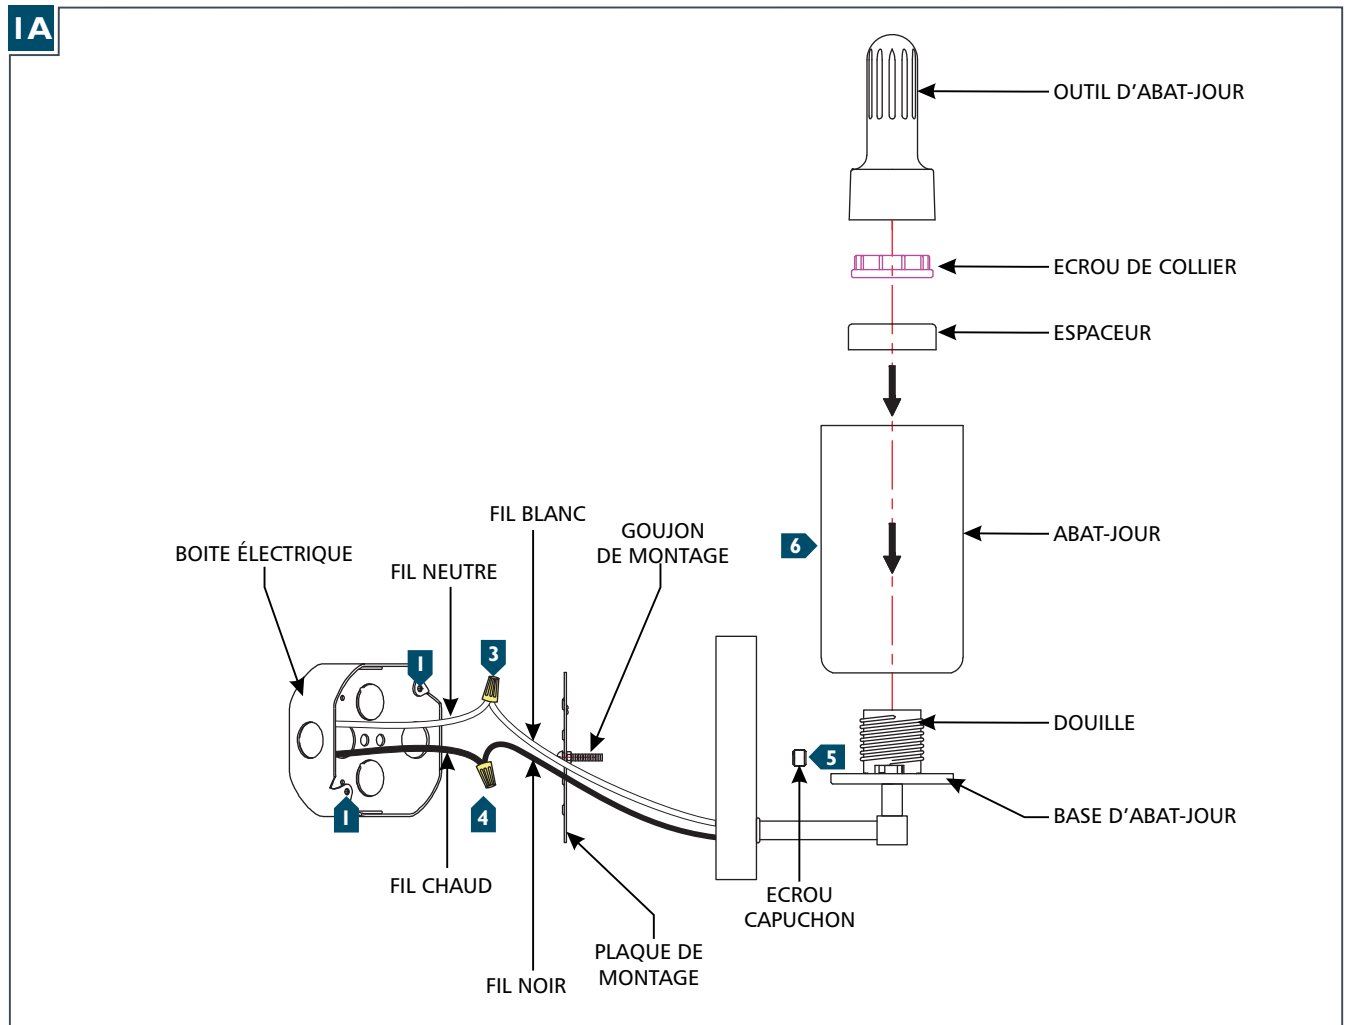 1A
OUTIL D'ABAT-JOUR
ECROU DE COLLIER
ESPACEUR
FIL BLANC
GOUJON
DE MONTAGE
6
ABAT-JOUR
BOITE ÉLECTRIQUE
FIL NEUTRE
1
3
DOUILLE
5
1
4
BASE D'ABAT-JOUR
FIL CHAUD
ECROU
CAPUCHON
PLAQUE DE
MONTAGE
FIL NOIR